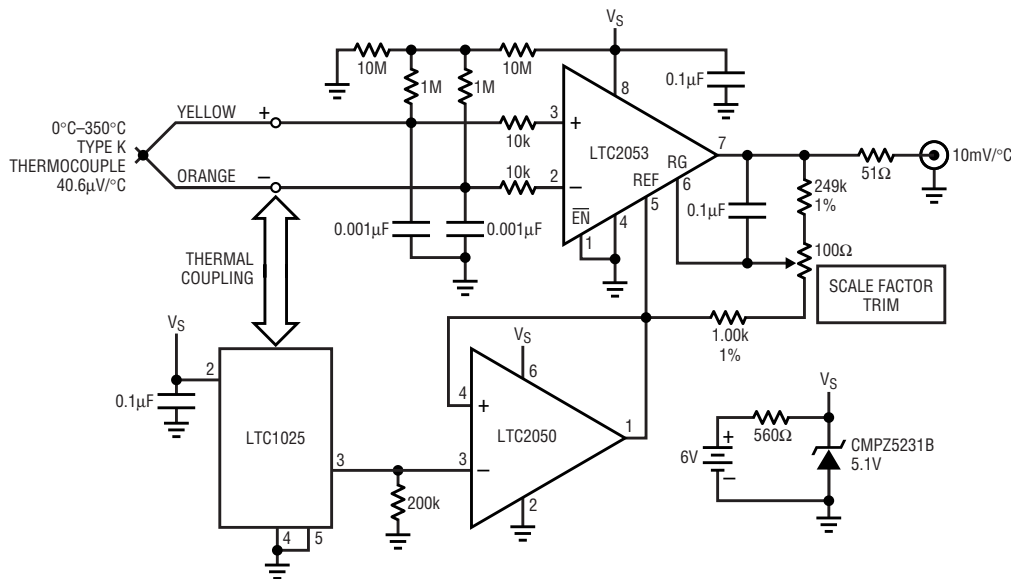 VS
10M
10M
1M
1M
0.1µF
8
YELLOW
+
3
10k
+
0°C–350°C
TYPE K
THERMOCOUPLE
40.6µV/°C
LTC2053
7
10mV/°C
RG
51Ω
ORANGE
–
10k
2
–
REF
6
249k
1%
EN
5
0.1µF
1
4
0.001µF
0.001µF
100Ω
THERMAL
COUPLING
SCALE FACTOR
TRIM
1.00k
1%
VS
VS
2
6
VS
0.1µF
4
+
560Ω
CMPZ5231B
5.1V
LTC1025
LTC2050
1
6V
+
–
3
3
–
200k
2
4
5